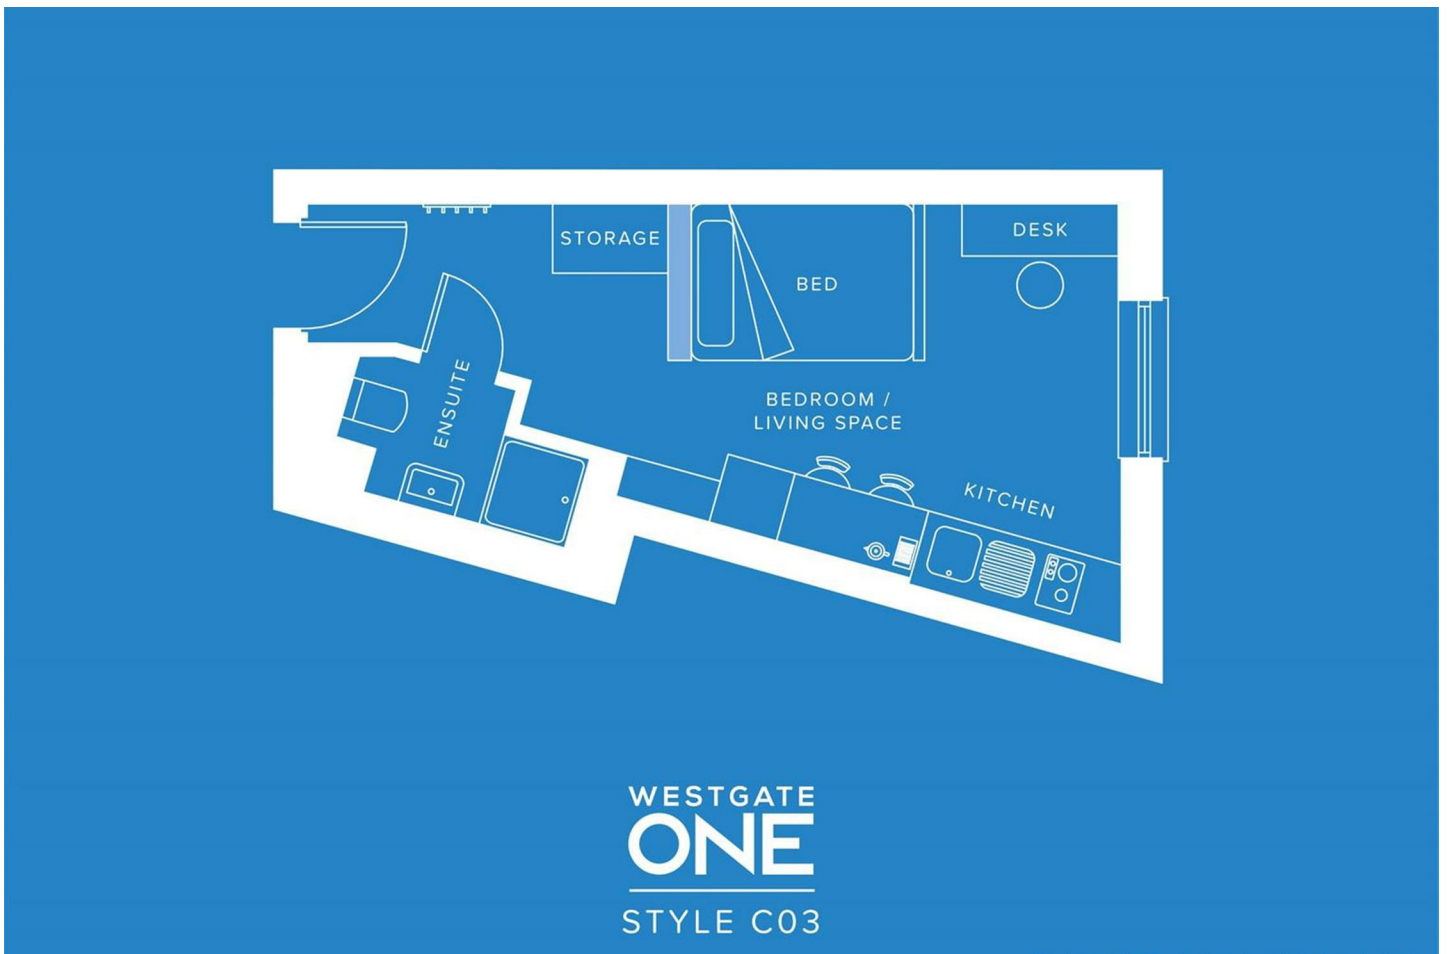 STORAGE
BED
DESK
ENSUITE
BEDROOM /
LIVING SPACE
KITCHEN
WESTGATE
ONE
STYLE C03